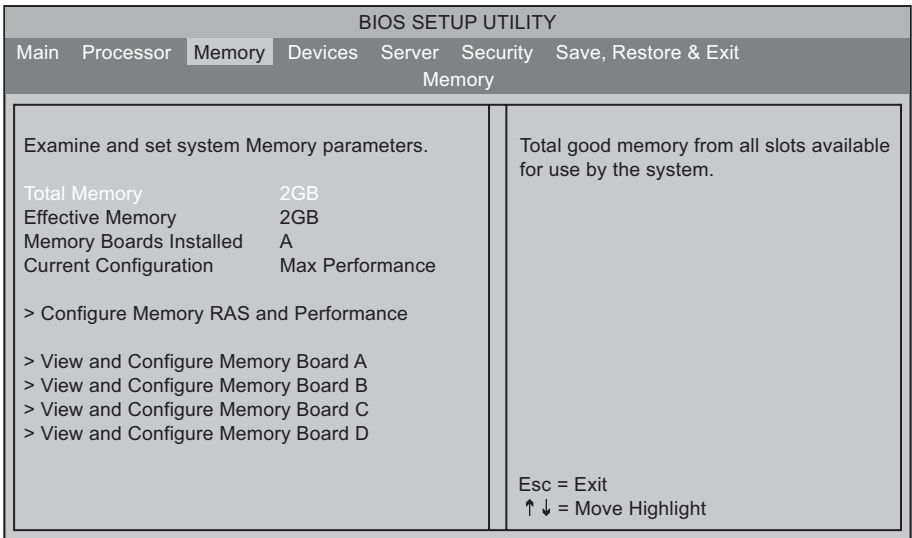 BIOS SETUP UTILITY
Main Processor Memory Devices Server Security Save, Restore & Exit
Memory
Examine and set system Memory parameters.
Total Memory 2GB
Effective Memory 2GB
Memory Boards Installed A
Current Configuration Max Performance
> Configure Memory RAS and Performance
> View and Configure Memory Board A
> View and Configure Memory Board B
> View and Configure Memory Board C
> View and Configure Memory Board D
Total good memory from all slots available
for use by the system.
Esc = Exit
↑↓ = Move Highlight